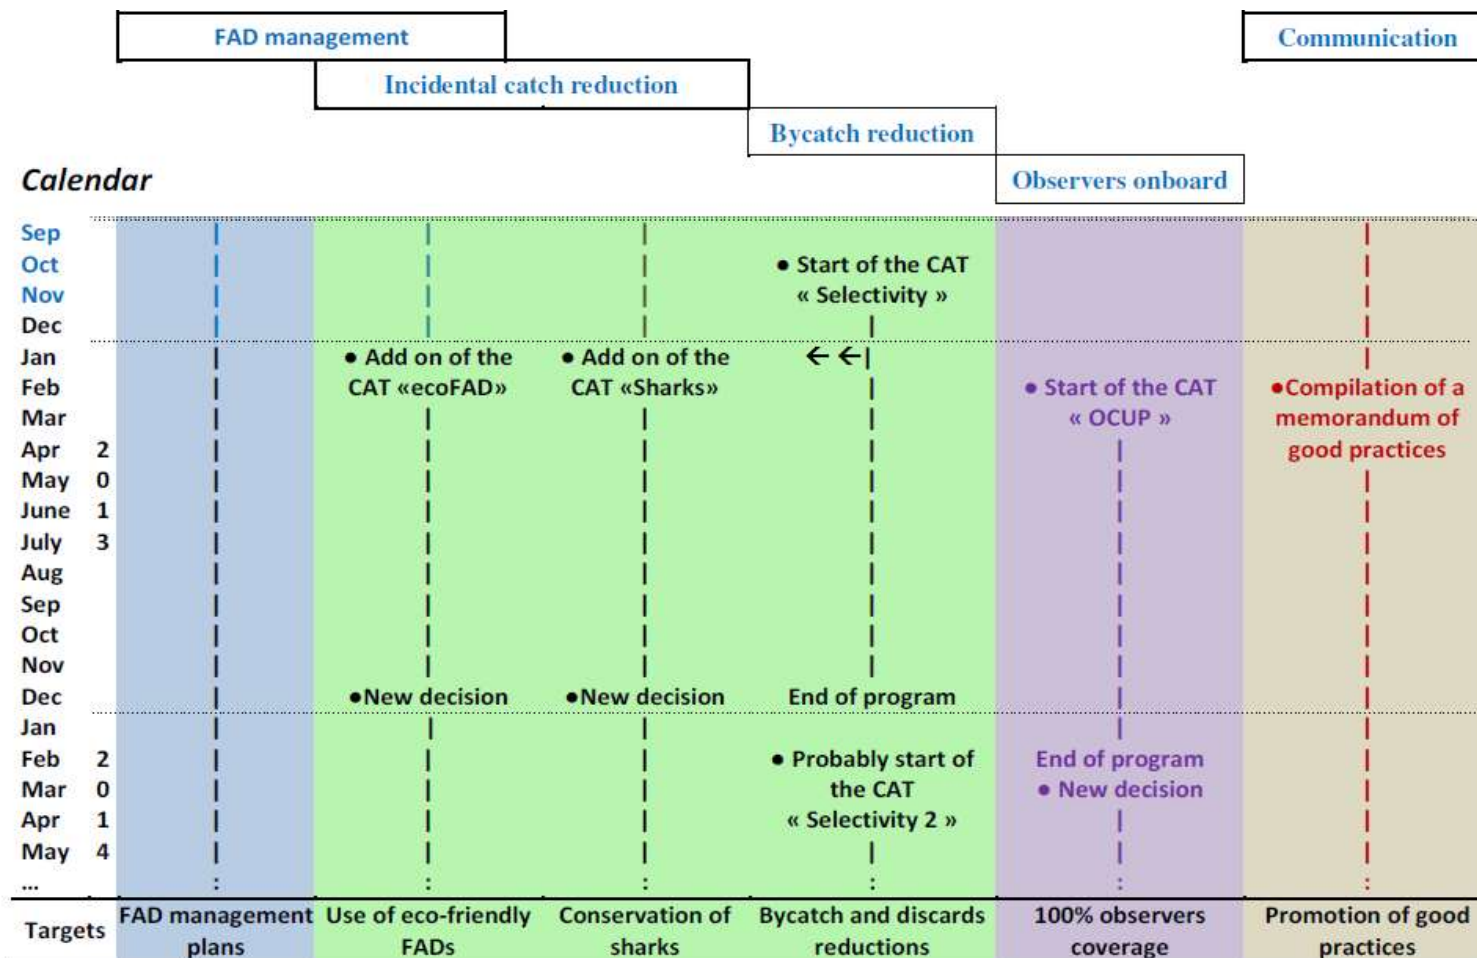 FAD management
Communication
Incidental catch reduction
Bycatch reduction
Calendar
Observers onboard
Sep
Oct ● Start of the CAT
Nov « Selectivity »
Dec
Jan ● Add on of the ● Add on of the ← ←
Feb CAT «ecoFAD» CAT «Sharks» ● Start of the CAT ●Compilation of a
Mar « OCUP » memorandum of
Apr 2 good practices
May 0
June 1
July 3
Aug
Sep
Oct
Nov
Dec ●New decision ●New decision End of program
Jan
Feb 2 ● Probably start of End of program
Mar 0 the CAT ● New decision
Apr 1 « Selectivity 2 »
May 4
...
Targets FAD management Use of eco-friendly Conservation of Bycatch and discards 100% observers Promotion of good
plans FADs sharks reductions coverage practices